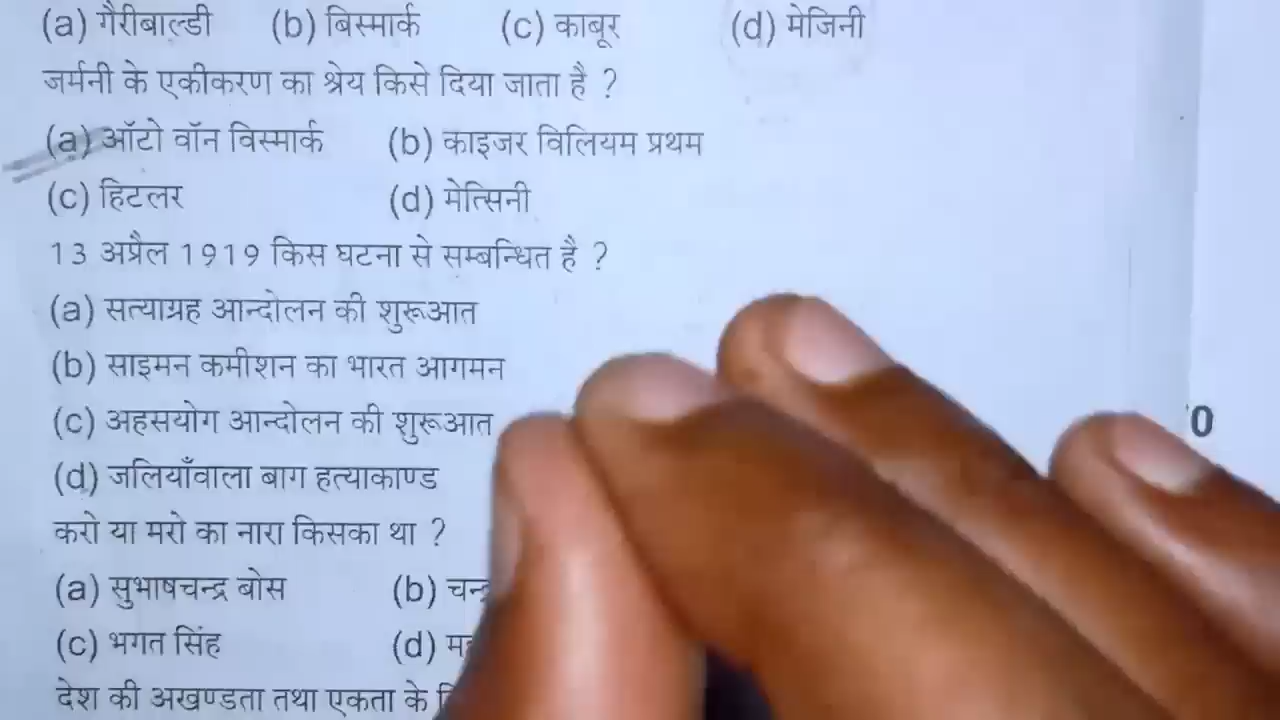 (a) गैरीबाल्डी (b) बिस्मार्क (c) काबूर (d) मेजिनी
जर्मनी के एकीकरण का श्रेय किसे दिया जाता है ?
(a) ऑटो वॉन विस्मार्क (b) काइजर विलियम प्रथम
(c) हिटलर (d) मेत्सिनी
13 अप्रैल 1919 किस घटना से सम्बन्धित है ?
(a) सत्याग्रह आन्दोलन की शुरूआत
(b) साइमन कमीशन का भारत आगमन
(c) अहसयोग आन्दोलन की शुरूआत
(d) जलियाँवाला बाग हत्याकाण्ड
करो या मरो का नारा किसका था ?
(a) सुभाषचन्द्र बोस (b)
(c) भगत सिंह (d)
देश की अखण्डता तथा एकता के